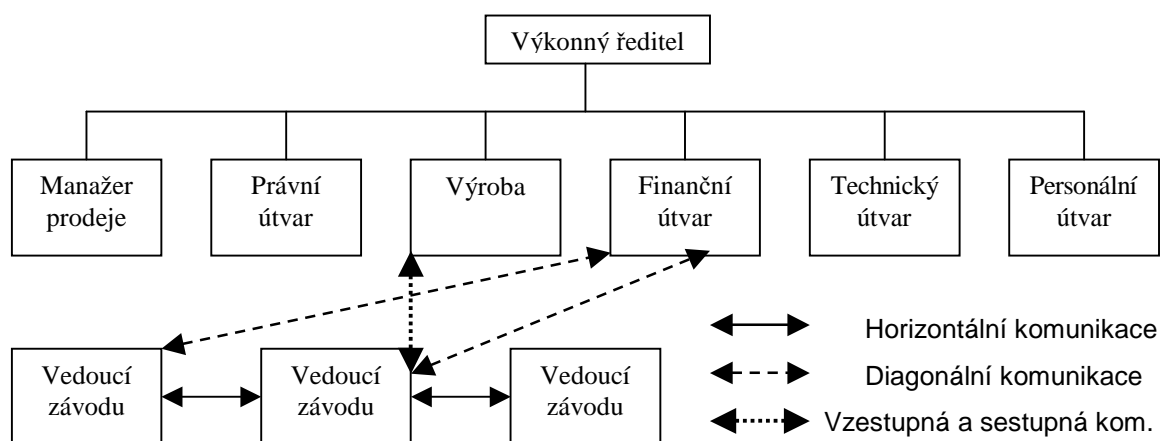 Výkonný ředitel
Manažer
prodeje
Právní
útvar
Výroba
Finanční
útvar
Technický
útvar
Personální
útvar
Vedoucí
závodu
Vedoucí
závodu
Vedoucí
závodu
Horizontální komunikace
Diagonální komunikace
Vzestupná a sestupná kom.